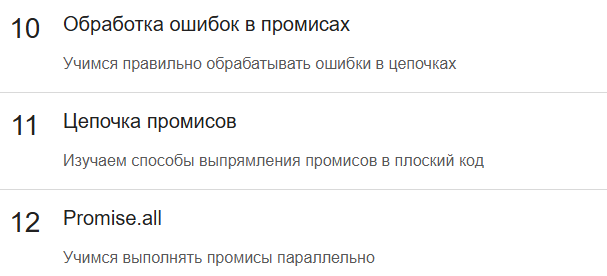 10 Обработка ошибок в промисах
Учимся правильно обрабатывать ошибки в цепочках
11 Цепочка промисов
Изучаем способы выпрямления промисов в плоский код
12 Promise.all
Учимся выполнять промисы параллельно